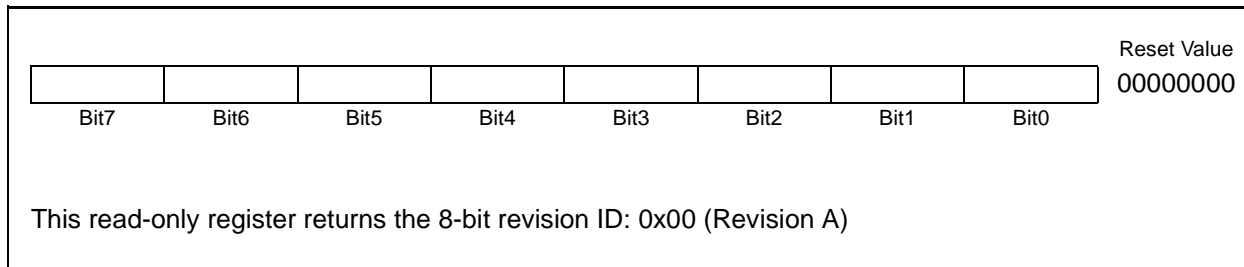 Reset Value
00000000
Bit7 Bit6 Bit5 Bit4 Bit3 Bit2 Bit1 Bit0
This read-only register returns the 8-bit revision ID: 0x00 (Revision A)